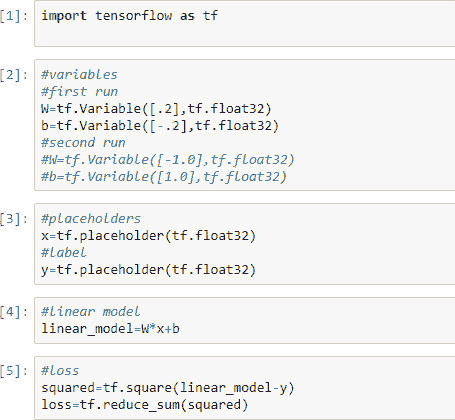 [1]: import tensorflow as tf
[2]: #variables
#first run
W=tf.Variable([.2],tf.float32)
b=tf.Variable([-.2],tf.float32)
#second run
#W=tf.Variable([-1.0],tf.float32)
#b=tf.Variable([1.0],tf.float32)
[3]: #placeholders
x=tf.placeholder(tf.float32)
#label
y=tf.placeholder(tf.float32)
[4]: #linear model
linear_model=W*x+b
[5]: #loss
squared=tf.square(linear_model-y)
loss=tf.reduce_sum(squared)